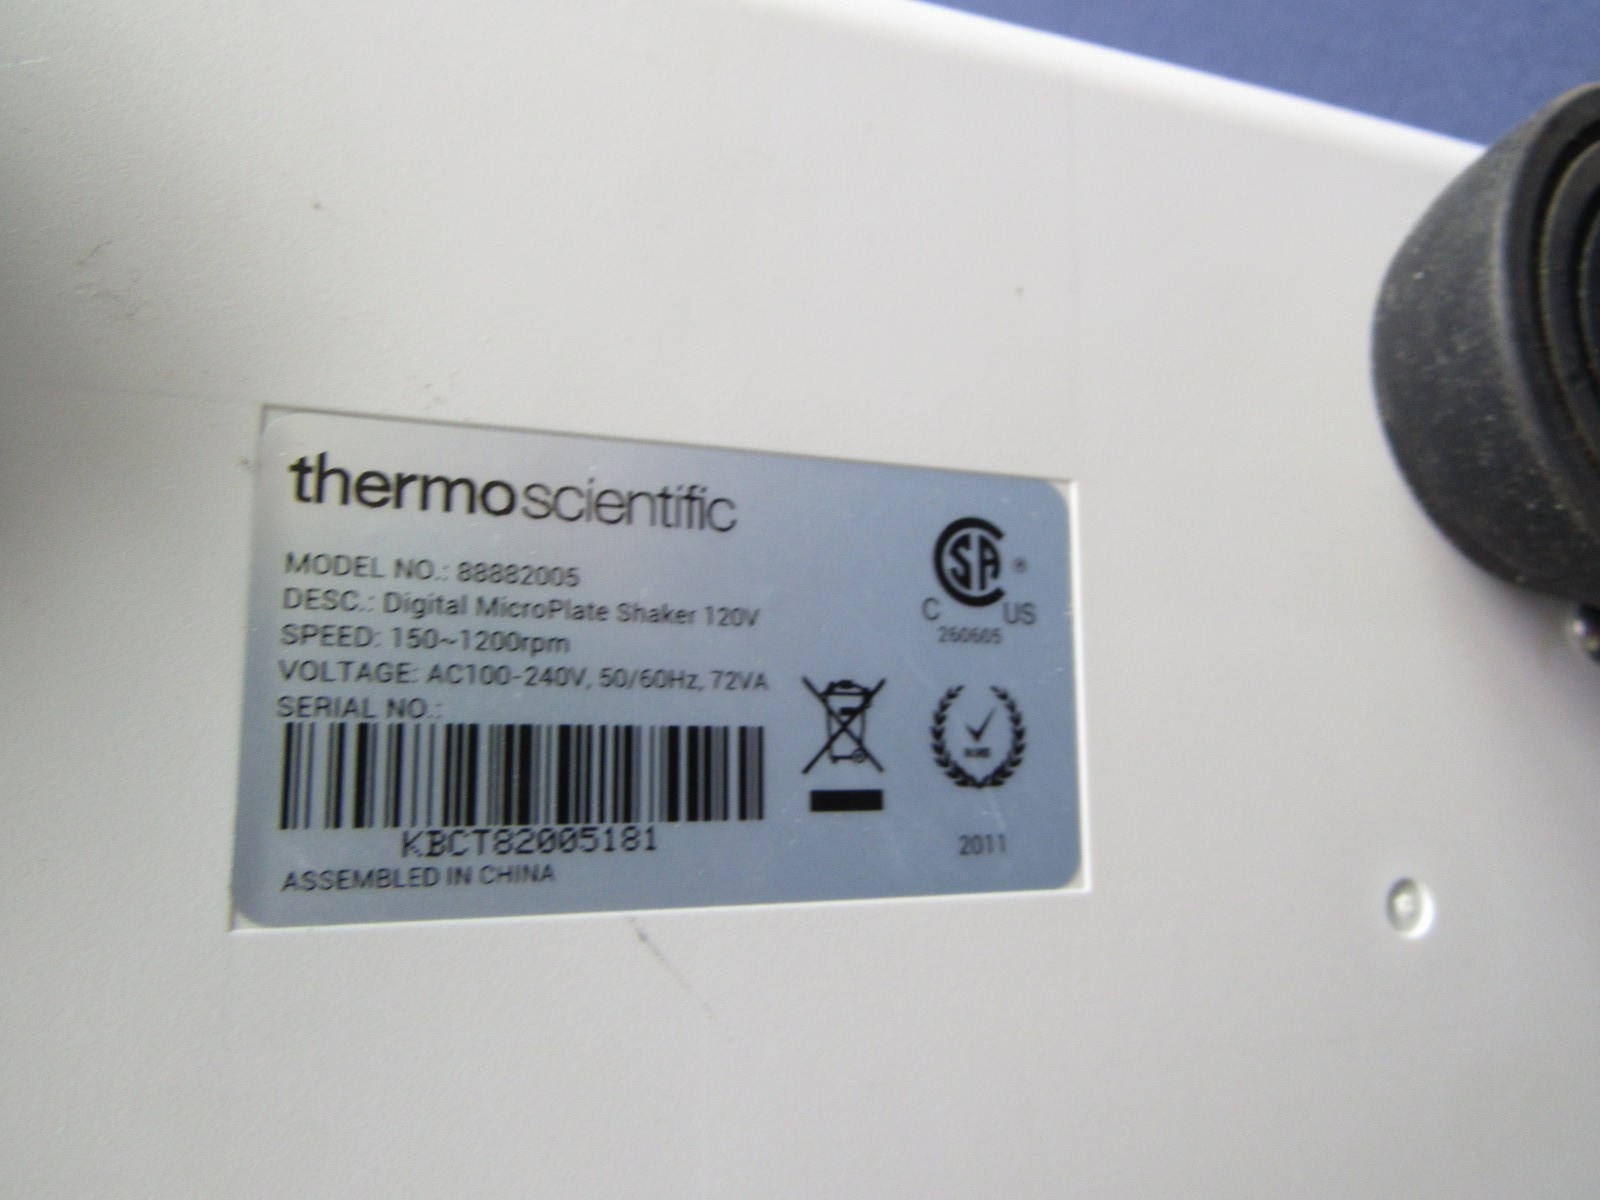 thermoscientific
MODEL NO.: 88882005
DESC.: Digital MicroPlate Shaker 120V
SPEED: 150~1200rpm
VOLTAGE: AC100-240V, 50/60Hz, 72VA
SERIAL NO.:
KBCT82005181
ASSEMBLED IN CHINA
SA ®
C US
260605
2011